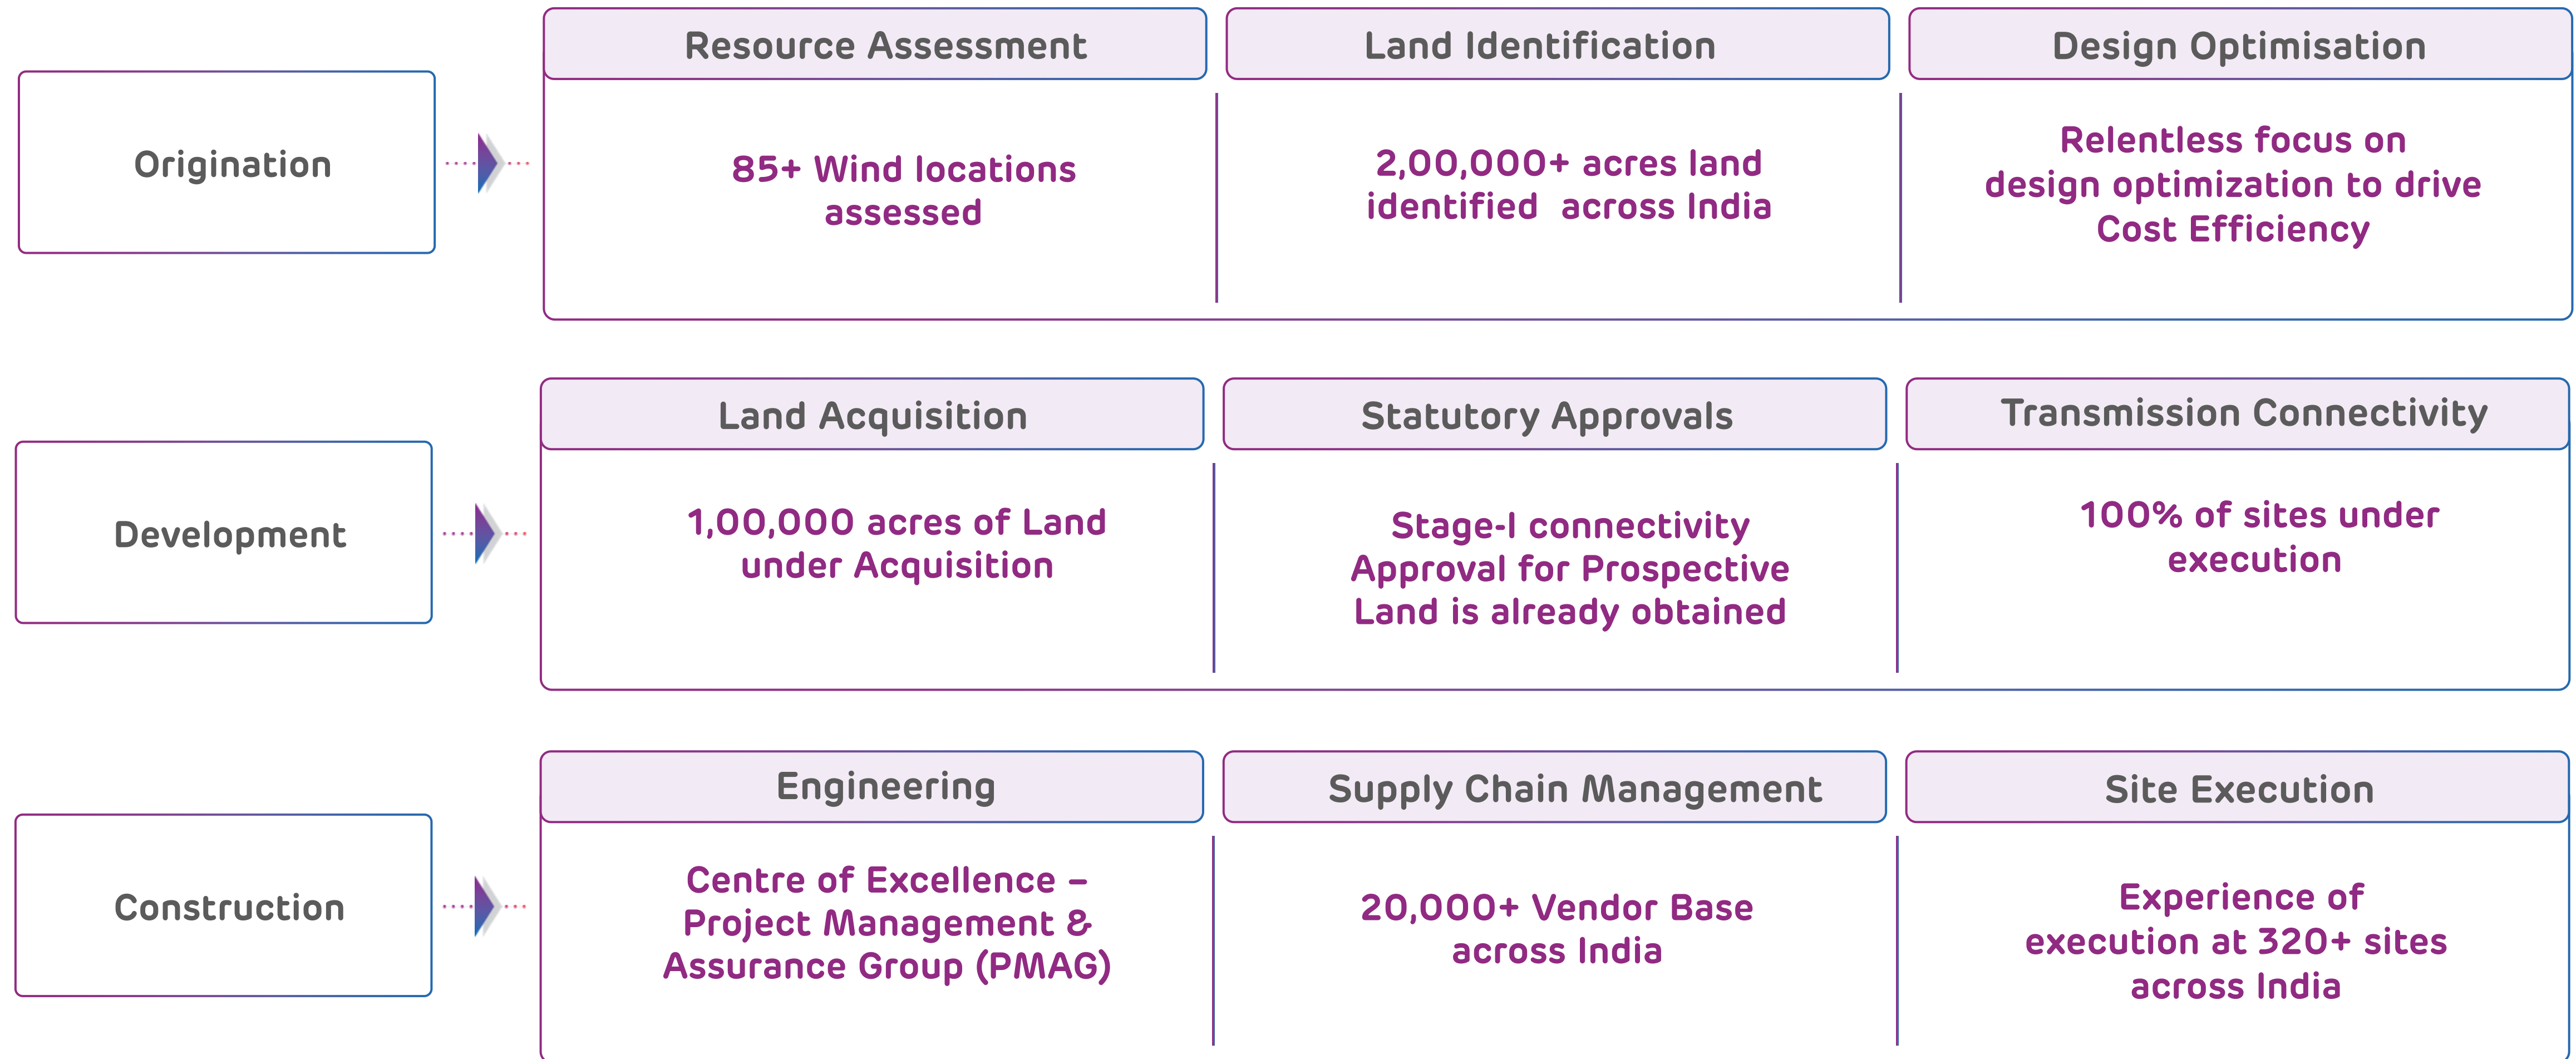 Origination
Resource Assessment
85+ Wind locations
assessed
Land Identification
2,00,000+ acres land
identified across India
Design Optimisation
Relentless focus on
design optimization to drive
Cost Efficiency
Development
Land Acquisition
1,00,000 acres of Land
under Acquisition
Statutory Approvals
Stage-I connectivity
Approval for Prospective
Land is already obtained
Transmission Connectivity
100% of sites under
execution
Construction
Engineering
Centre of Excellence –
Project Management &
Assurance Group (PMAG)
Supply Chain Management
20,000+ Vendor Base
across India
Site Execution
Experience of
execution at 320+ sites
across India